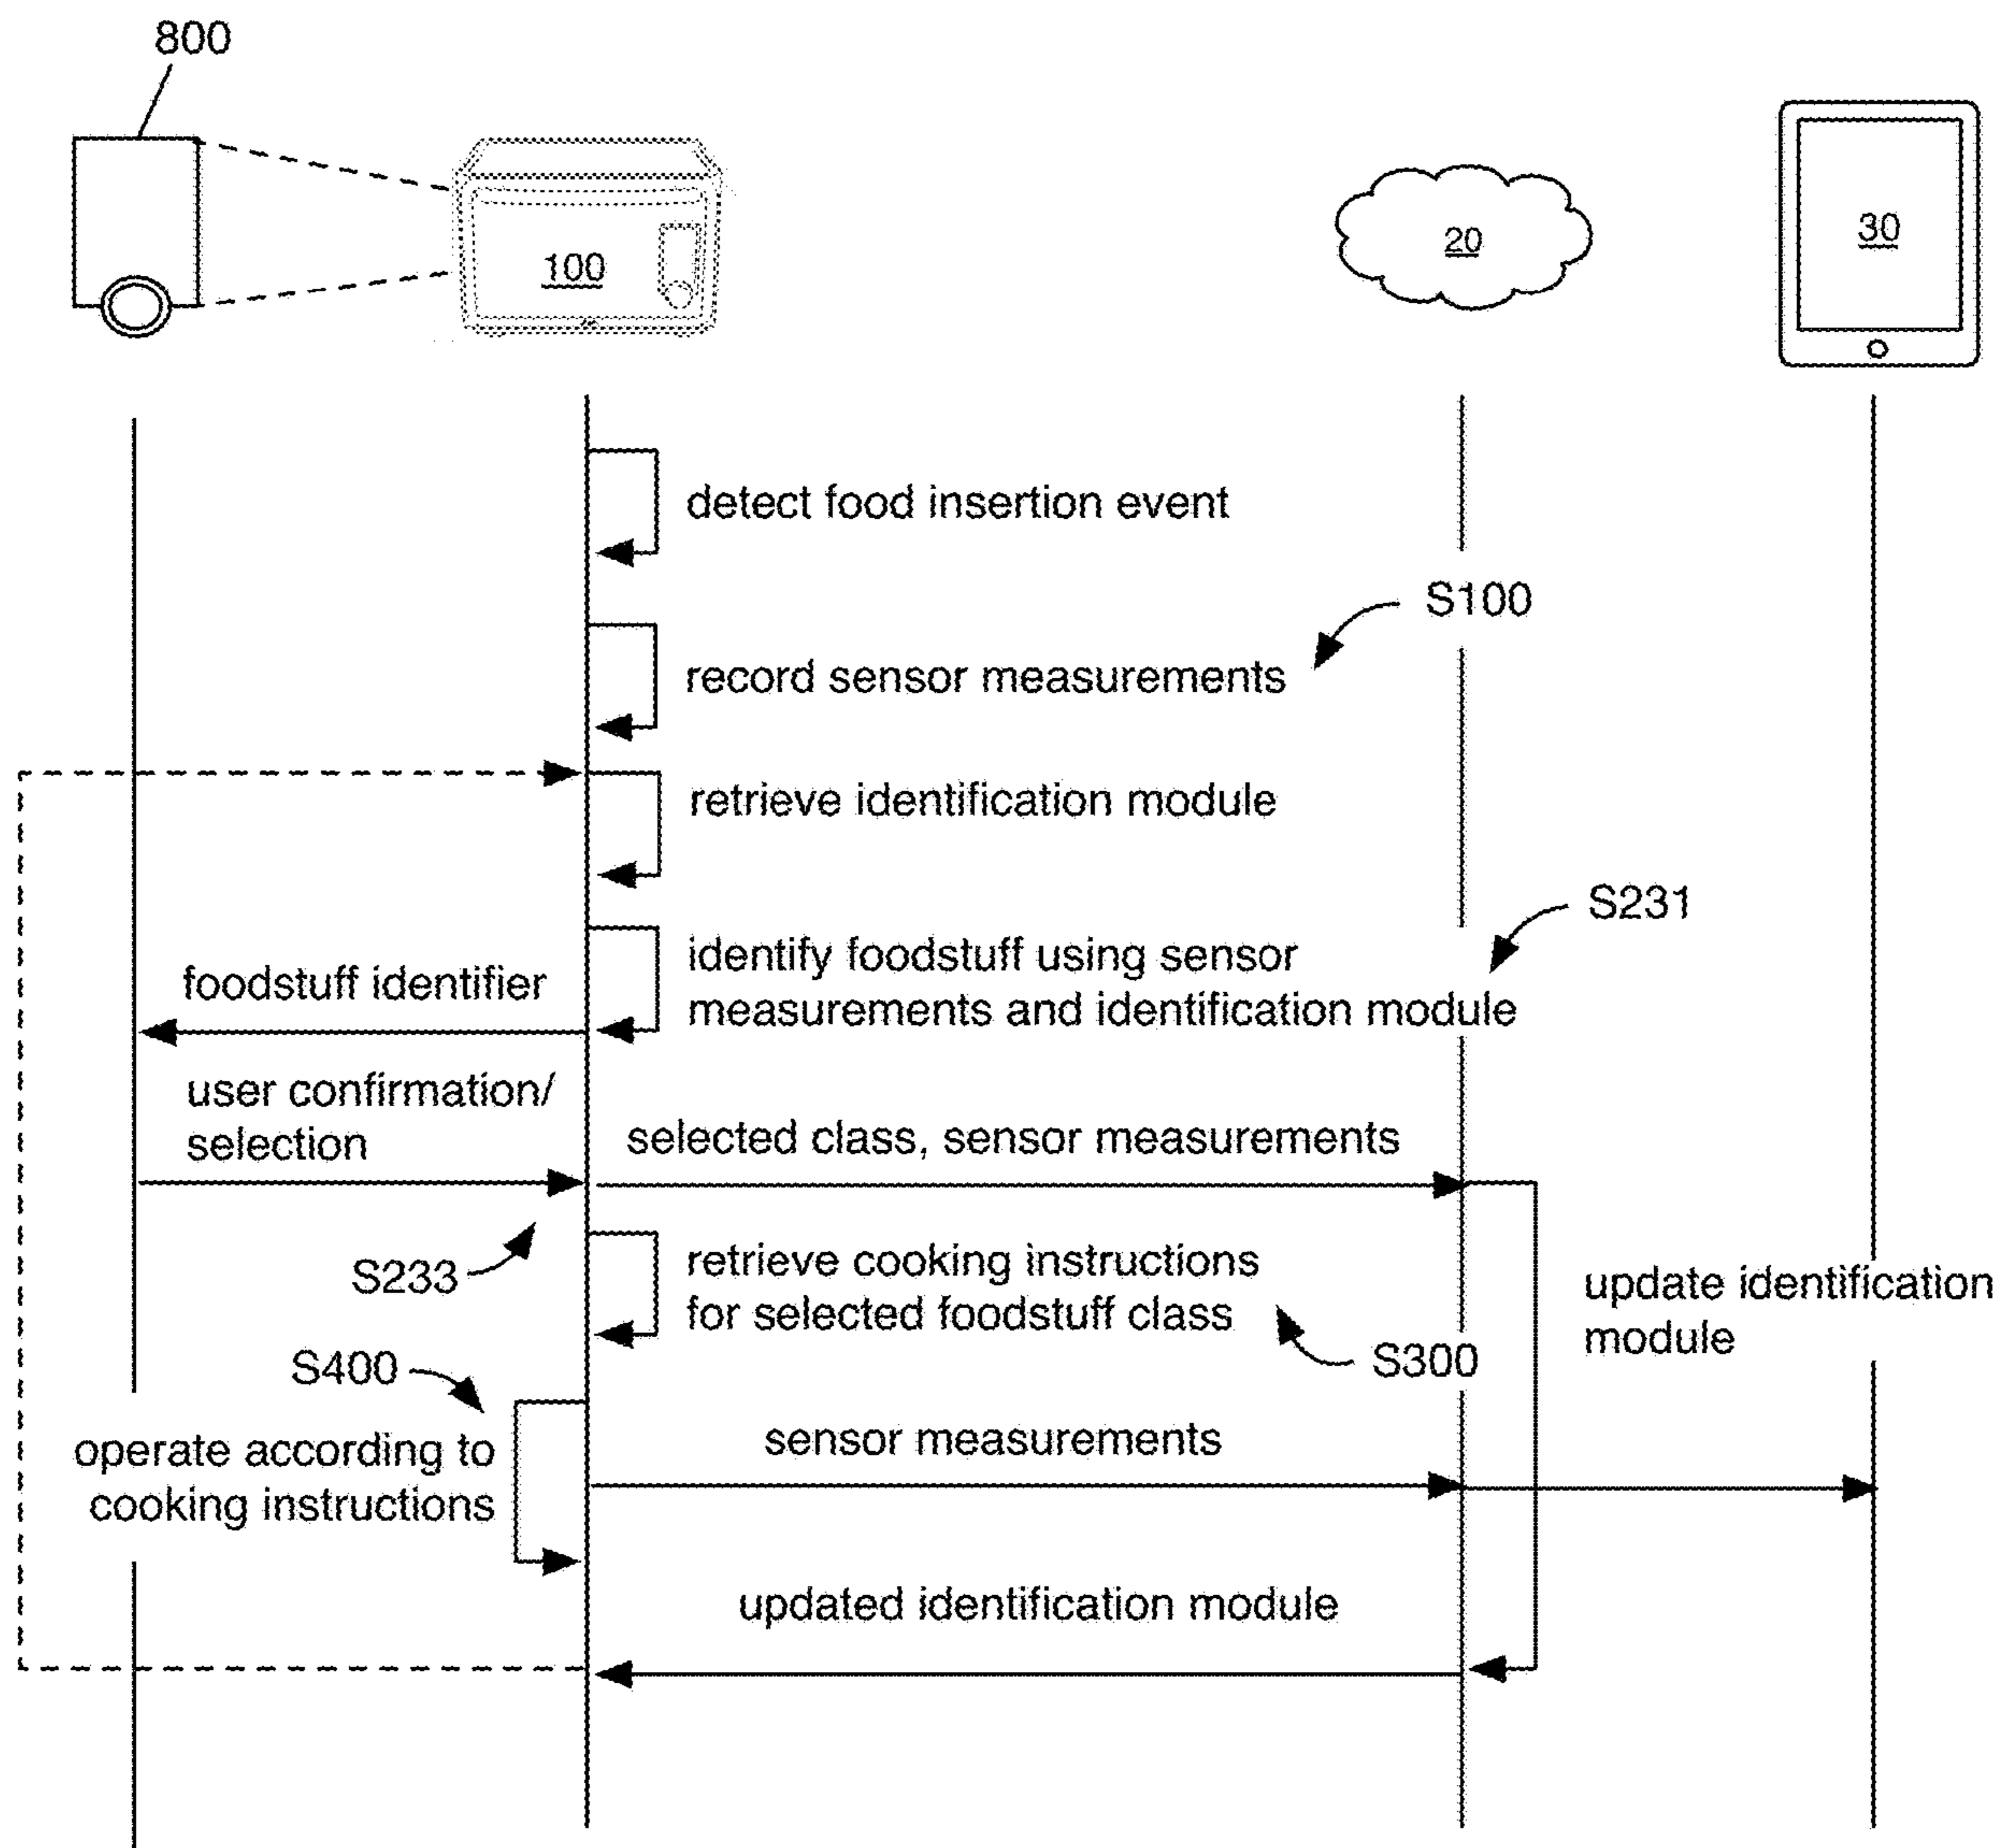 800
100
20
30
detect food insertion event
S100
record sensor measurements
retrieve identification module
S231
identify foodstuff using sensor
measurements and identification module
foodstuff identifier
user confirmation/
selection
selected class, sensor measurements
S233
retrieve cooking instructions
for selected foodstuff class
update identification
module
S300
S400
operate according to
cooking instructions
sensor measurements
updated identification module